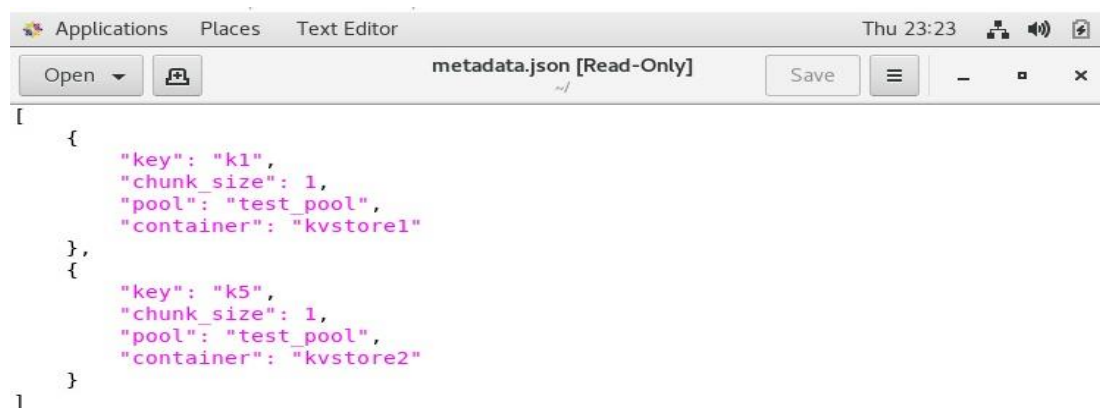 Applications Places Text Editor Thu 23:23
Open metadata.json [Read-Only] Save
~/
[
    {
        "key": "k1",
        "chunk_size": 1,
        "pool": "test_pool",
        "container": "kvstore1"
    },
    {
        "key": "k5",
        "chunk_size": 1,
        "pool": "test_pool",
        "container": "kvstore2"
    }
]